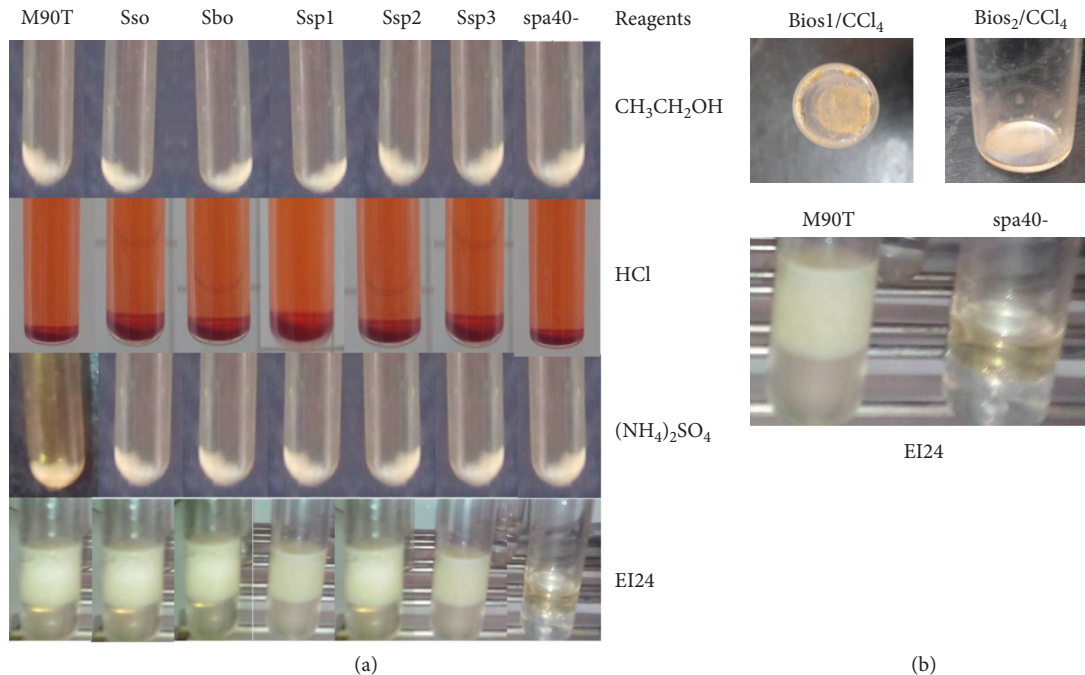 M90T Sso Sbo Ssp1 Ssp2 Ssp3 spa40- Reagents
CH₃CH₂OH
HCl
(NH₄)₂SO₄
EI24
(a)
Bios1/CCl₄ Bios₂/CCl₄
M90T spa40-
EI24
(b)